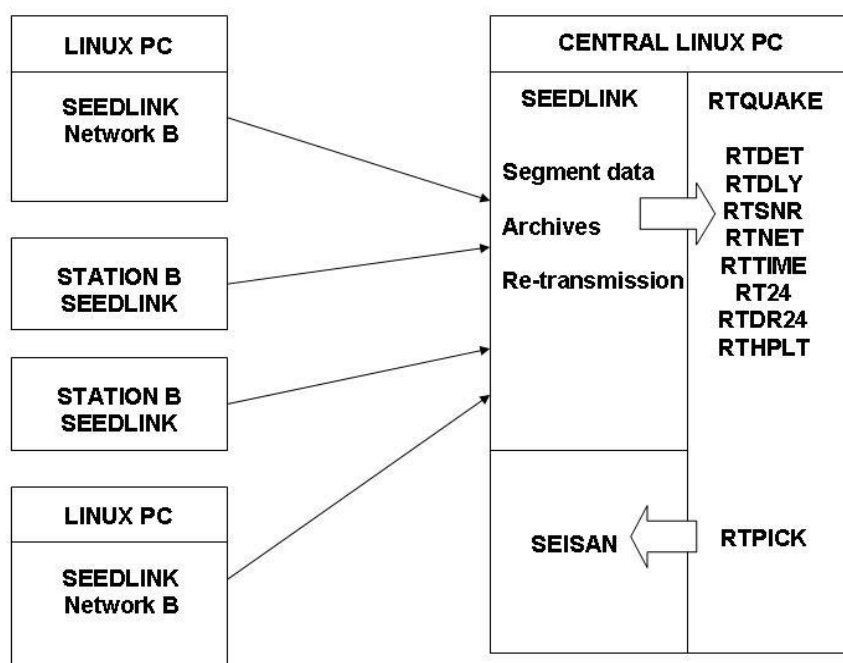 LINUX PC
SEEDLINK
Network B
STATION B
SEEDLINK
STATION B
SEEDLINK
LINUX PC
SEEDLINK
Network B
CENTRAL LINUX PC
SEEDLINK
Segment data
Archives
Re-transmission
RTQUAKE
RTDET
RTDLY
RTSNR
RTNET
RTTIME
RT24
RTDR24
RTHPLT
SEISAN
RTPICK